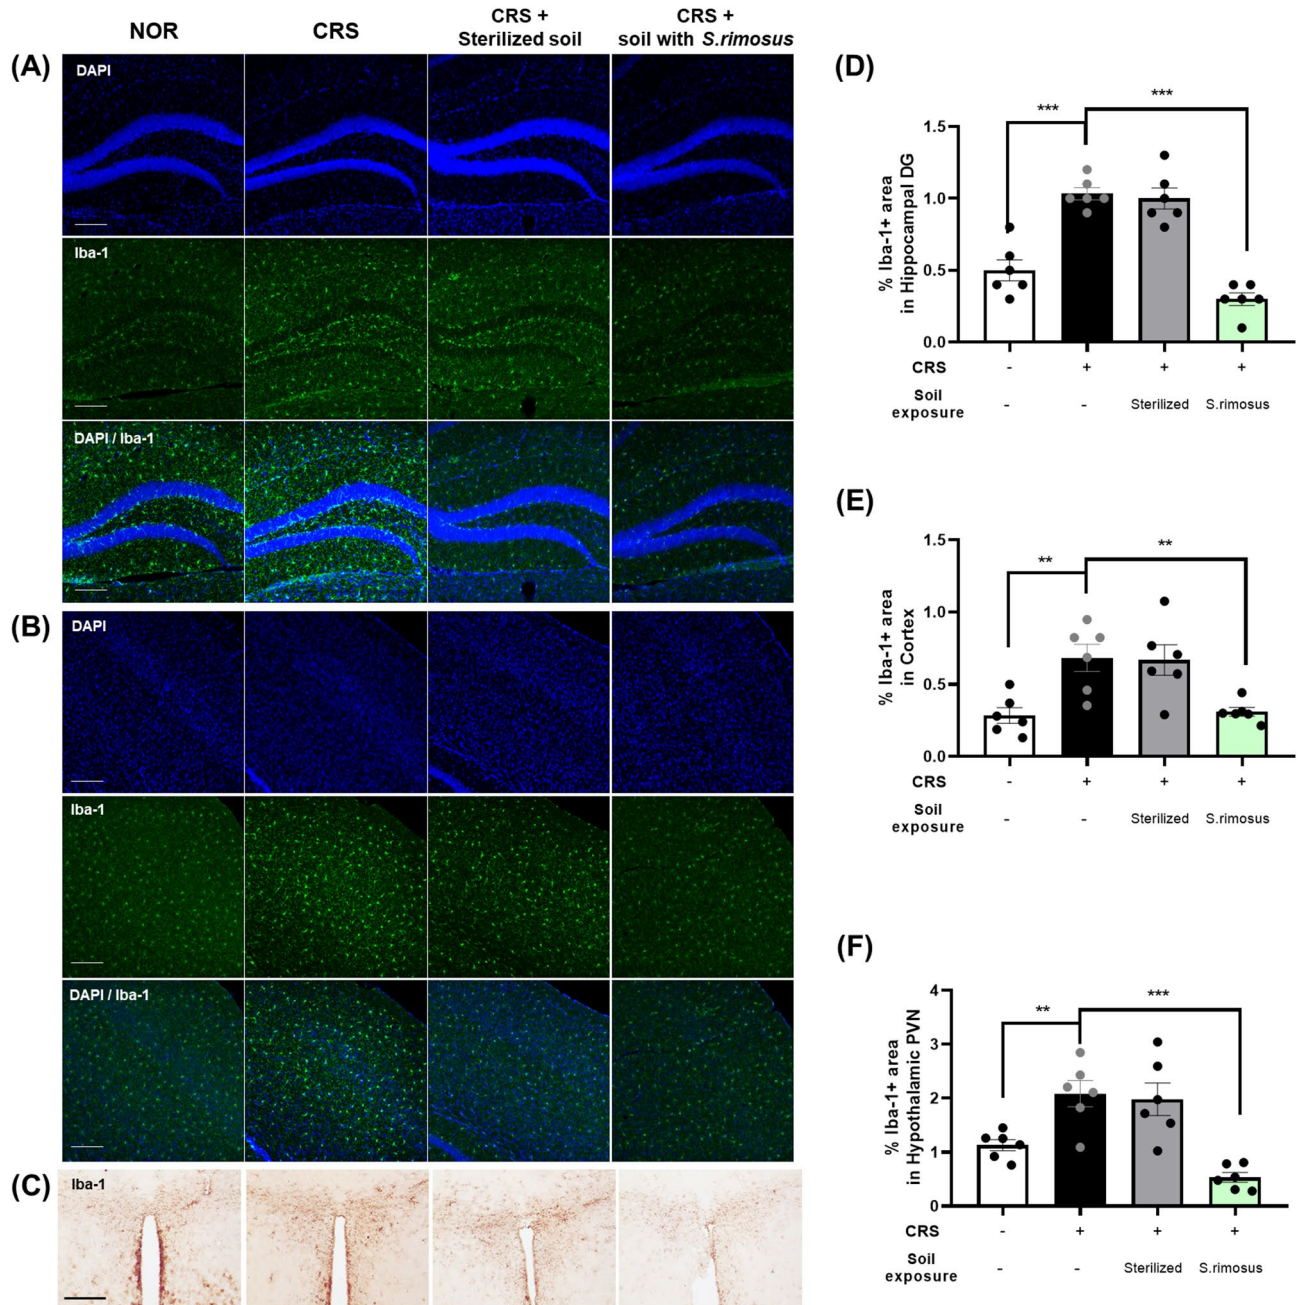 NOR
CRS
CRS +
Sterilized soil
CRS +
soil with S.rimosus
(A)
DAPI
Iba-1
DAPI / Iba-1
(B)
DAPI
Iba-1
DAPI / Iba-1
(C)
Iba-1
(D)
***
***
% Iba-1+ area
in Hippocampal DG
1.5
1.0
0.5
0.0
CRS - + + +
Soil
exposure - - Sterilized S.rimosus
(E)
**
**
% Iba-1+ area
in Cortex
1.5
1.0
0.5
0.0
CRS - + + +
Soil
exposure - - Sterilized S.rimosus
(F)
**
***
% Iba-1+ area
in Hypothalamic PVN
4
3
2
1
0
CRS - + + +
Soil
exposure - - Sterilized S.rimosus